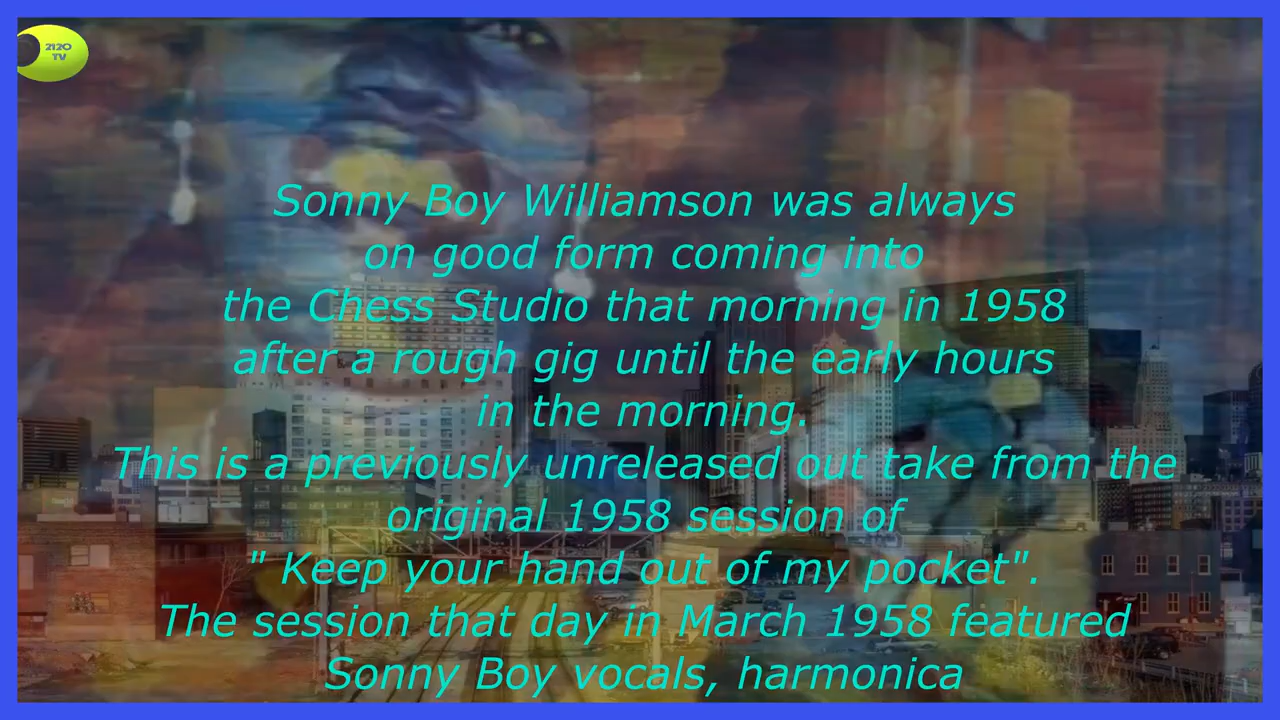 2120
TV
Sonny Boy Williamson was always
on good form coming into
the Chess Studio that morning in 1958
after a rough gig until the early hours
in the morning.
This is a previously unreleased out take from the
original 1958 session of
" Keep your hand out of my pocket".
The session that day in March 1958 featured
Sonny Boy vocals, harmonica